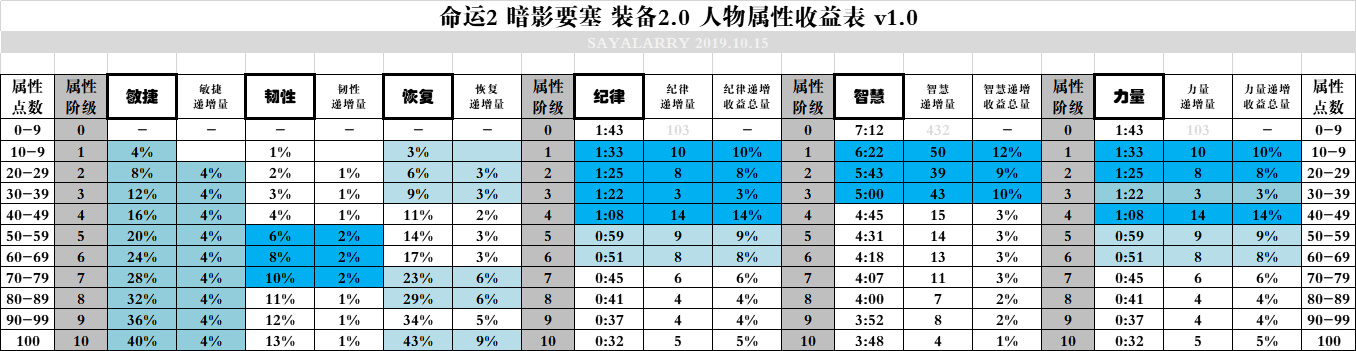 命运2 暗影要塞 装备2.0 人物属性收益表 v1.0
SAYALARRY 2019.10.15
属性点数 属性阶级 敏捷 敏捷递增量 韧性 韧性递增量 恢复 恢复递增量 属性阶级 纪律 纪律递增量 纪律递增收益总量 属性阶级 智慧 智慧递增量 智慧递增收益总量 属性阶级 力量 力量递增量 力量递增收益总量 属性点数
0-9 0 – – – – – – 0 1:43 103 – 0 7:12 432 – 0 1:43 103 – 0-9
10-9 1 4% 1% 3% 1 1:33 10 10% 1 6:22 50 12% 1 1:33 10 10% 10-9
20-29 2 8% 4% 2% 1% 6% 3% 2 1:25 8 8% 2 5:43 39 9% 2 1:25 8 8% 20-29
30-39 3 12% 4% 3% 1% 9% 3% 3 1:22 3 3% 3 5:00 43 10% 3 1:22 3 3% 30-39
40-49 4 16% 4% 4% 1% 11% 2% 4 1:08 14 14% 4 4:45 15 3% 4 1:08 14 14% 40-49
50-59 5 20% 4% 6% 2% 14% 3% 5 0:59 9 9% 5 4:31 14 3% 5 0:59 9 9% 50-59
60-69 6 24% 4% 8% 2% 17% 3% 6 0:51 8 8% 6 4:18 13 3% 6 0:51 8 8% 60-69
70-79 7 28% 4% 10% 2% 23% 6% 7 0:45 6 6% 7 4:07 11 3% 7 0:45 6 6% 70-79
80-89 8 32% 4% 11% 1% 29% 6% 8 0:41 4 4% 8 4:00 7 2% 8 0:41 4 4% 80-89
90-99 9 36% 4% 12% 1% 34% 5% 9 0:37 4 4% 9 3:52 8 2% 9 0:37 4 4% 90-99
100 10 40% 4% 13% 1% 43% 9% 10 0:32 5 5% 10 3:48 4 1% 10 0:32 5 5% 100